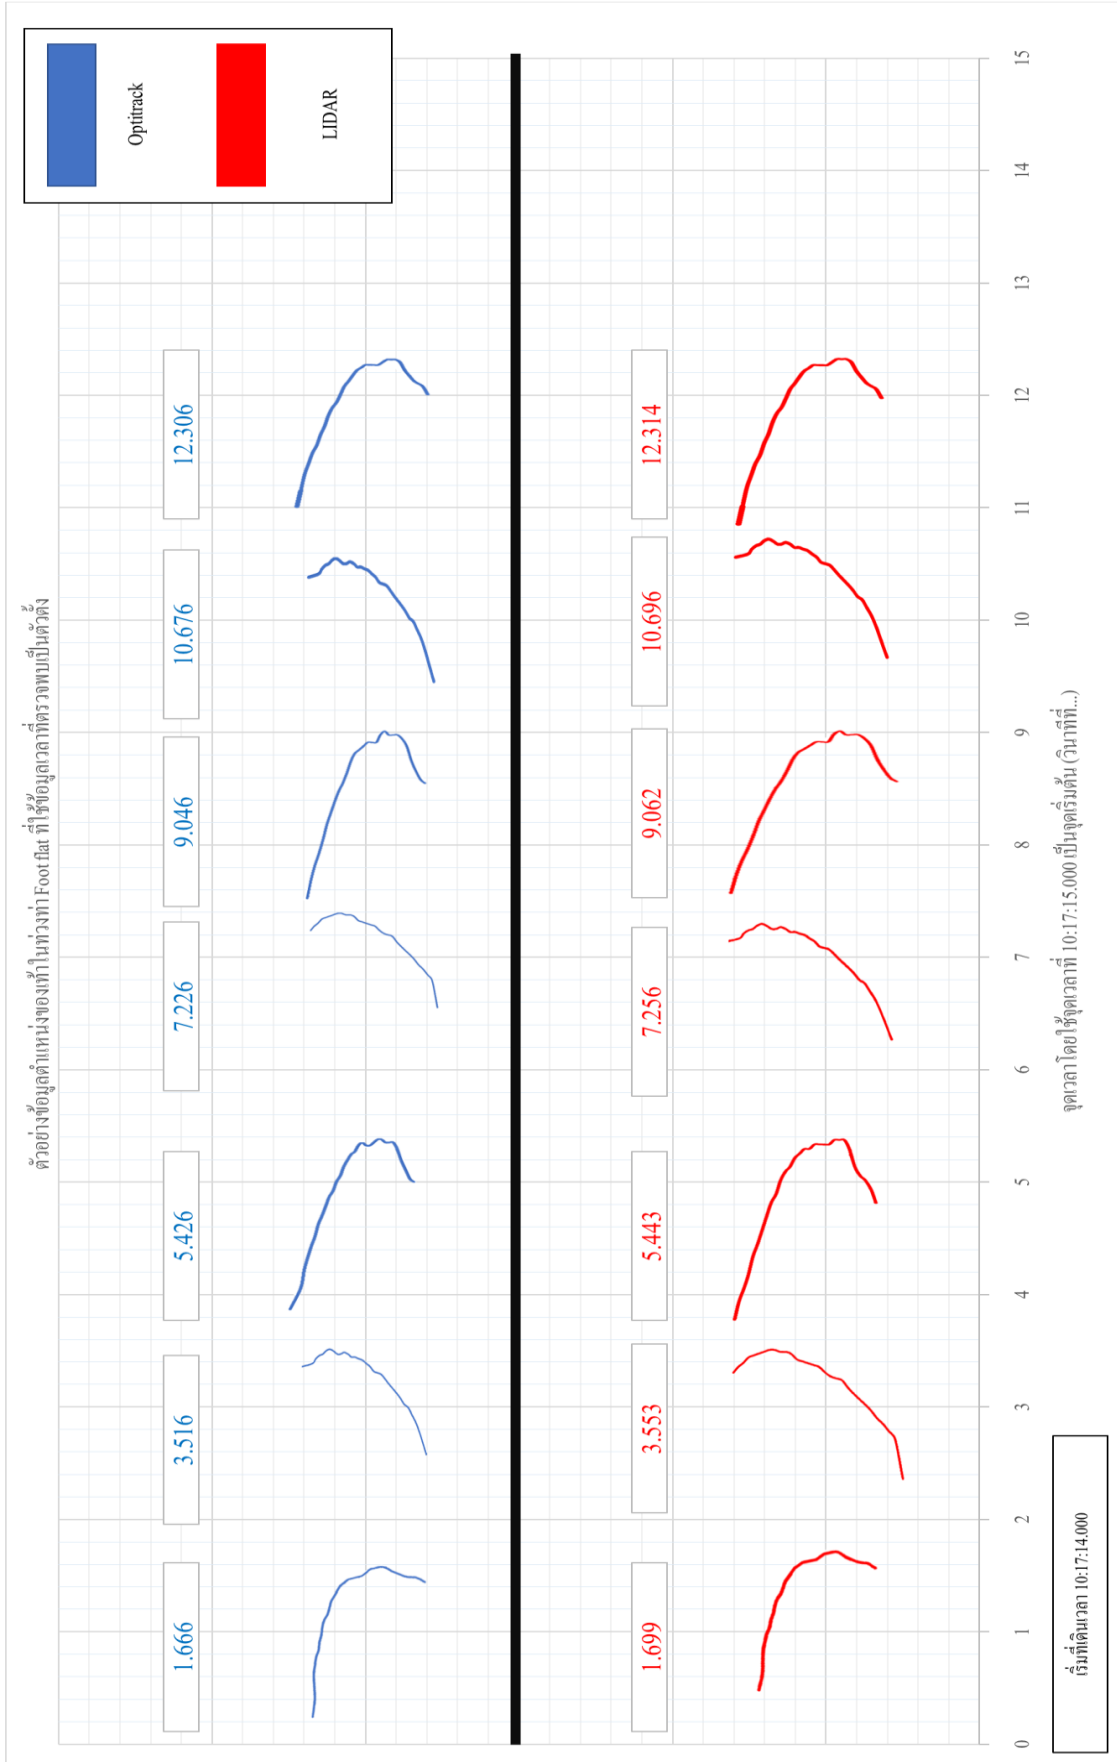 ตัวอย่างข้อมูลตำแหน่งของเท้าในท่วงท่า Foot flat ที่ใช้ข้อมูลเวลาที่ตรวจพบเป็นตัวตั้ง
Optitrack
LIDAR
1.666 3.516 5.426 7.226 9.046 10.676 12.306
1.699 3.553 5.443 7.256 9.062 10.696 12.314
0 1 2 3 4 5 6 7 8 9 10 11 12 13 14 15
จุดเวลาโดยใช้จุดเวลาที่ 10:17:15.000 เป็นจุดเริ่มต้น (วินาทีที่...)
เริ่มที่เดินเวลา 10:17:14.000